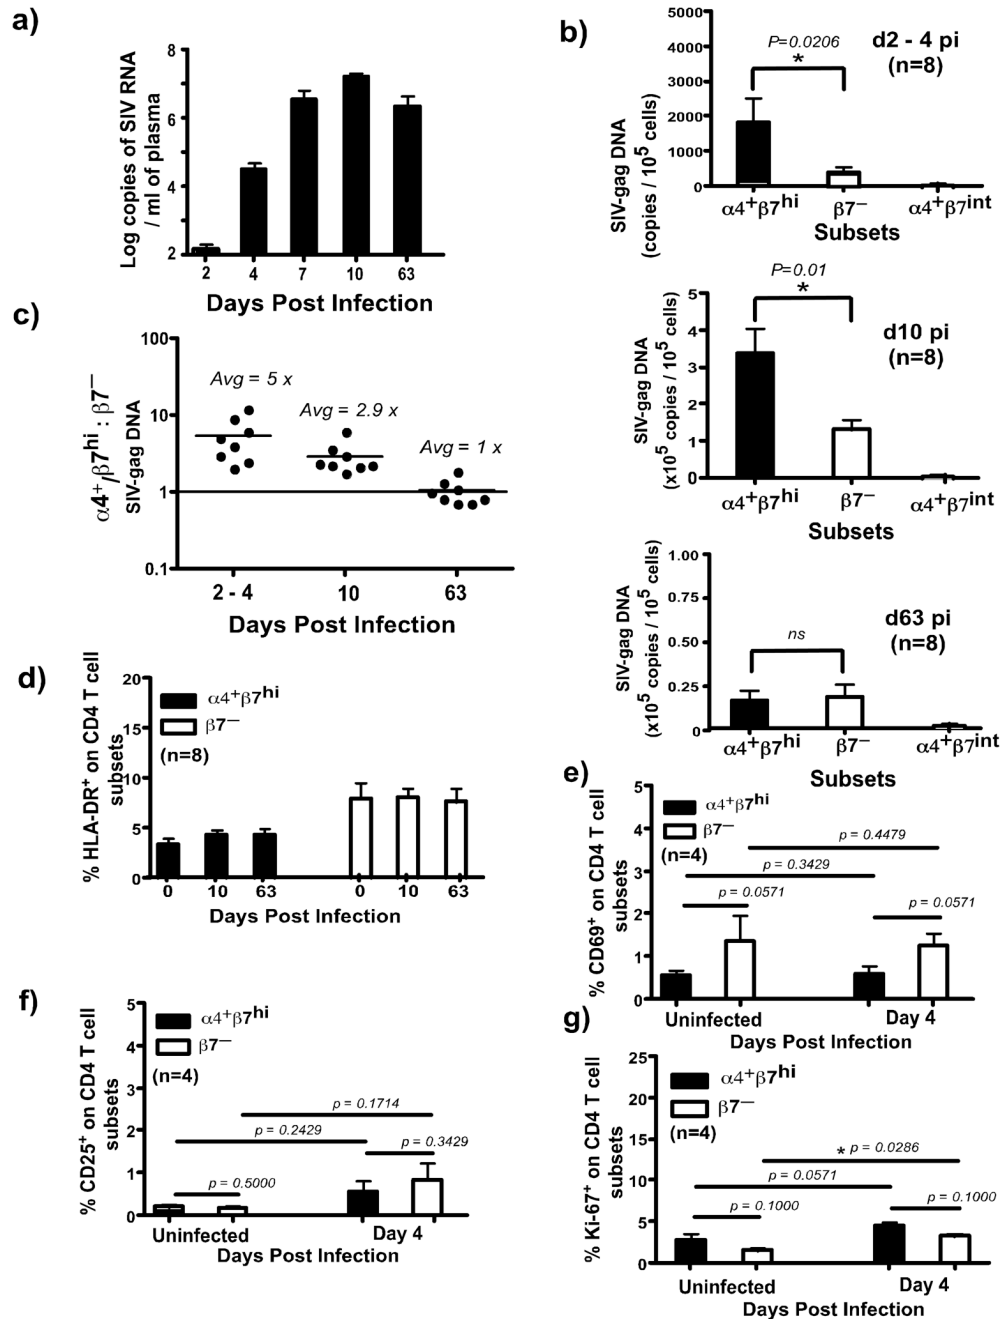 a)
Log copies of SIV RNA
/ ml of plasma
8
6
4
2
2
4
7
10
63
Days Post Infection
b)
SIV-gag DNA
(copies / 10⁵ cells)
5000
4000
3000
2000
1000
0
P=0.0206
*
d2 - 4 pi
(n=8)
α4⁺β7hi
β7⁻
α4⁺β7int
Subsets
SIV-gag DNA
(x10⁵ copies / 10⁵ cells)
5
4
3
2
1
0
P=0.01
*
d10 pi
(n=8)
α4⁺β7hi
β7⁻
α4⁺β7int
Subsets
SIV-gag DNA
(x10⁵ copies / 10⁵ cells)
1.00
0.75
0.50
0.25
0
ns
d63 pi
(n=8)
α4⁺β7hi
β7⁻
α4⁺β7int
Subsets
c)
α4⁺/β7hi : β7⁻
SIV-gag DNA
100
10
1
0.1
Avg = 5 x
Avg = 2.9 x
Avg = 1 x
2 - 4
10
63
Days Post Infection
d)
% HLA-DR⁺ on CD4 T cell
subsets
20
15
10
5
0
α4⁺β7hi
β7⁻
(n=8)
0
10
63
0
10
63
Days Post Infection
e)
% CD69⁺ on CD4 T cell
subsets
5
4
3
2
1
0
α4⁺β7hi
β7⁻
(n=4)
p = 0.4479
p = 0.3429
p = 0.0571
p = 0.0571
Uninfected
Day 4
Days Post Infection
f)
% CD25⁺ on CD4 T cell
subsets
5
4
3
2
1
0
α4⁺β7hi
β7⁻
(n=4)
p = 0.1714
p = 0.2429
p = 0.3429
p = 0.5000
Uninfected
Day 4
Days Post Infection
g)
% Ki-67⁺ on CD4 T cell
subsets
25
20
15
10
5
0
α4⁺β7hi
β7⁻
(n=4)
* p = 0.0286
p = 0.0571
p = 0.1000
p = 0.1000
Uninfected
Day 4
Days Post Infection